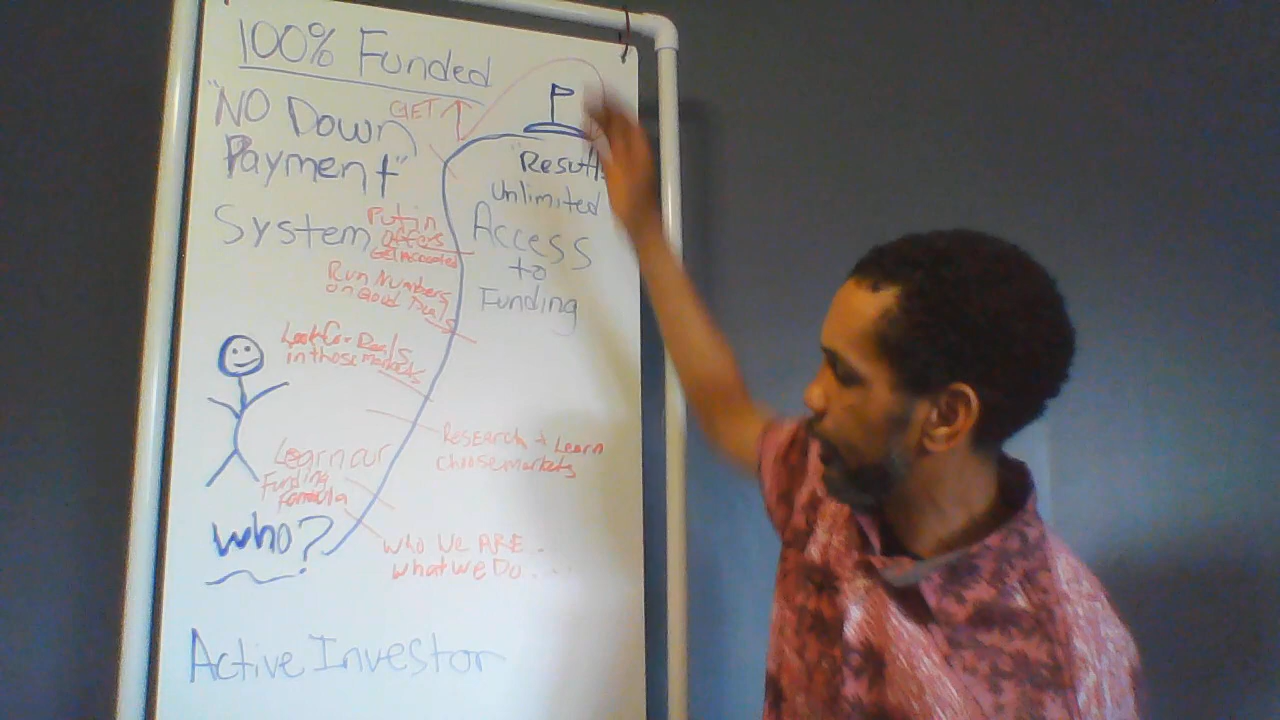 100% Funded
"NO Down
Payment"
System
GET ↑
"Results
Unlimited
Access
to
Funding
Put in
offers
Get Accepted
Run Numbers
on Good Deals
Look for Deals
in those markets
Research + Learn
choose markets
Learn our
Funding
formula
who?
who we ARE..
what we Do....
Active Investor